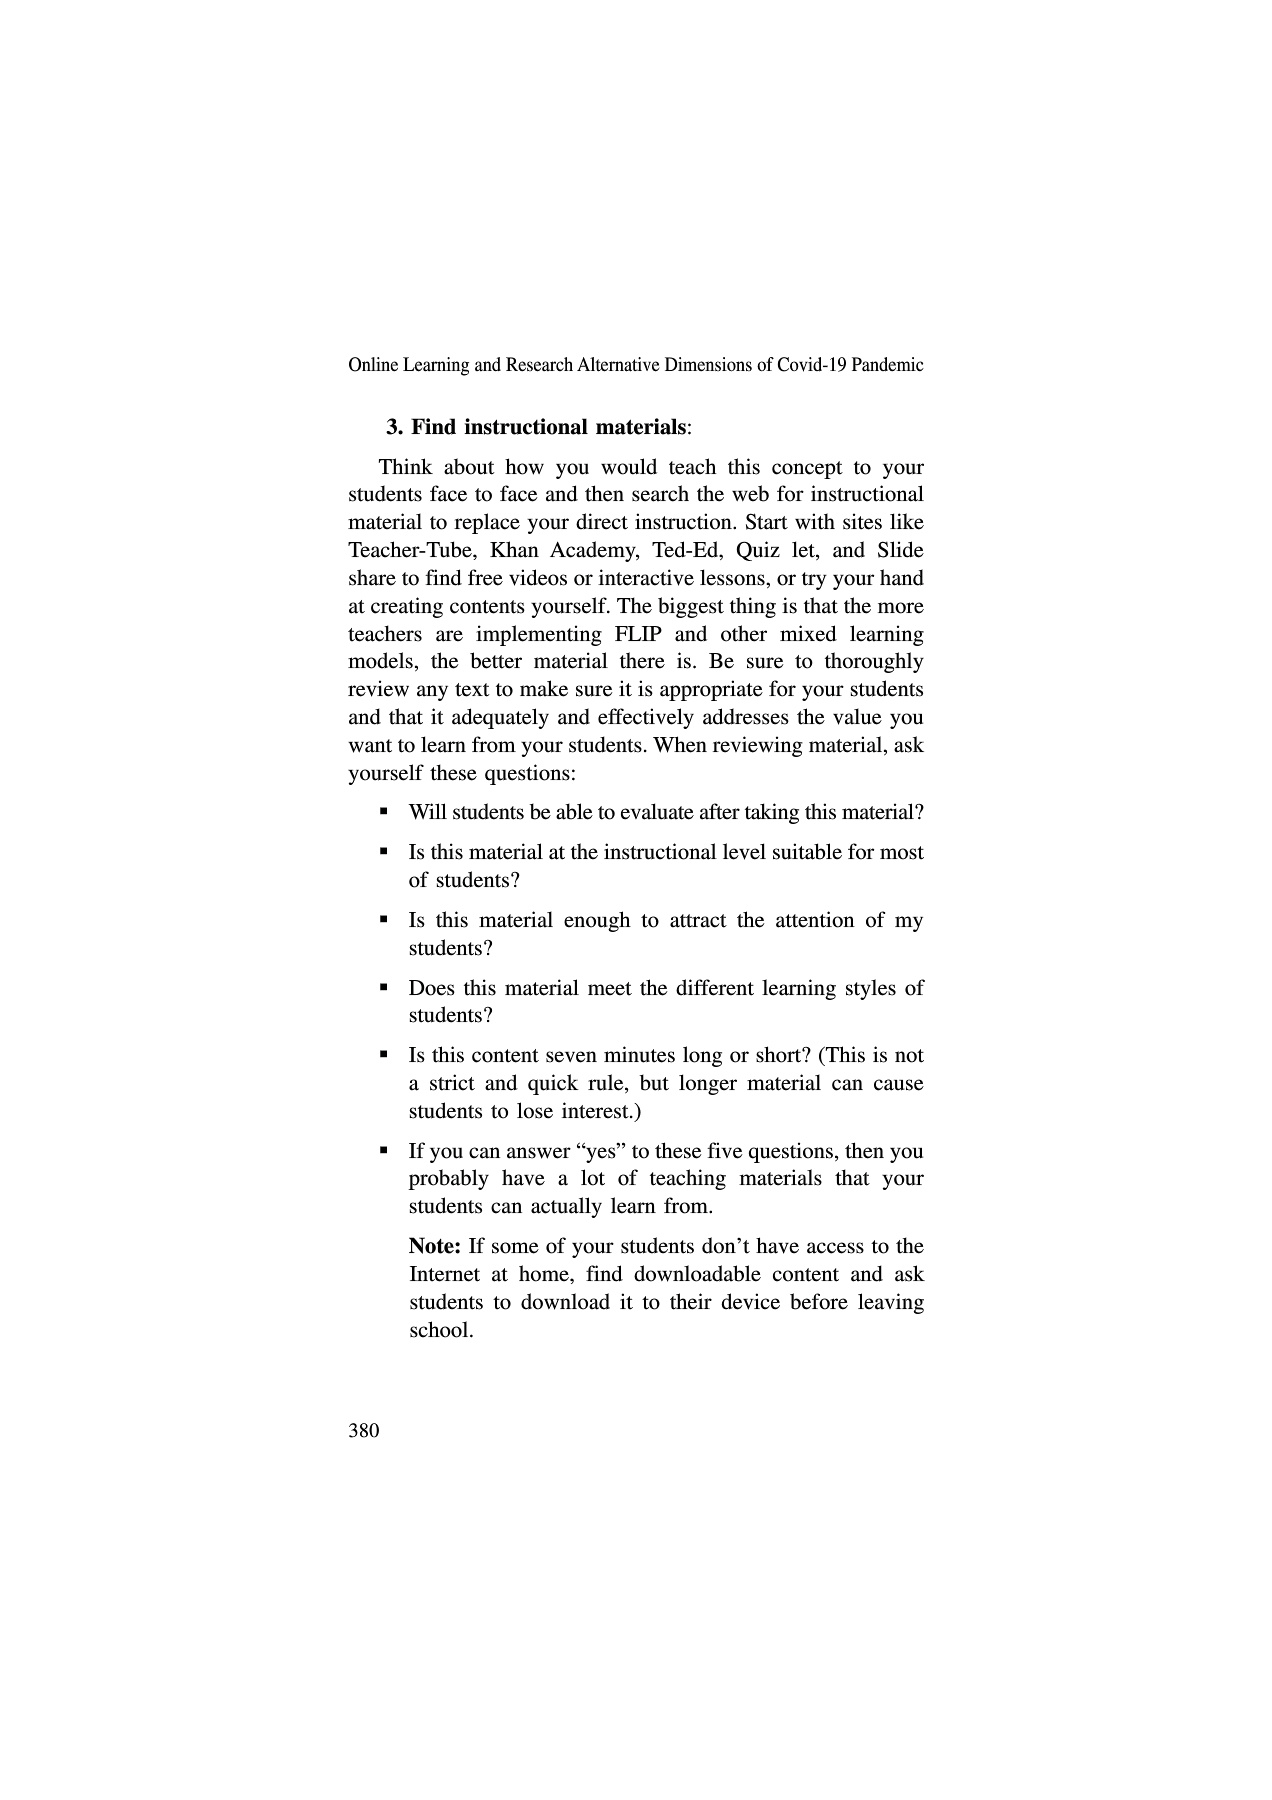 Online Learning and Research Alternative Dimensions of Covid-19 Pandemic
3. Find instructional materials:
Think about how you would teach this concept to your
students face to face and then search the web for instructional
material to replace your direct instruction. Start with sites like
Teacher-Tube, Khan Academy, Ted-Ed, Quiz let, and Slide
share to find free videos or interactive lessons, or try your hand
at creating contents yourself. The biggest thing is that the more
teachers are implementing FLIP and other mixed learning
models, the better material there is. Be sure to thoroughly
review any text to make sure it is appropriate for your students
and that it adequately and effectively addresses the value you
want to learn from your students. When reviewing material, ask
yourself these questions:
▪ Will students be able to evaluate after taking this material?
▪ Is this material at the instructional level suitable for most
of students?
▪ Is this material enough to attract the attention of my
students?
▪ Does this material meet the different learning styles of
students?
▪ Is this content seven minutes long or short? (This is not
a strict and quick rule, but longer material can cause
students to lose interest.)
▪ If you can answer “yes” to these five questions, then you
probably have a lot of teaching materials that your
students can actually learn from.
Note: If some of your students don’t have access to the
Internet at home, find downloadable content and ask
students to download it to their device before leaving
school.
380